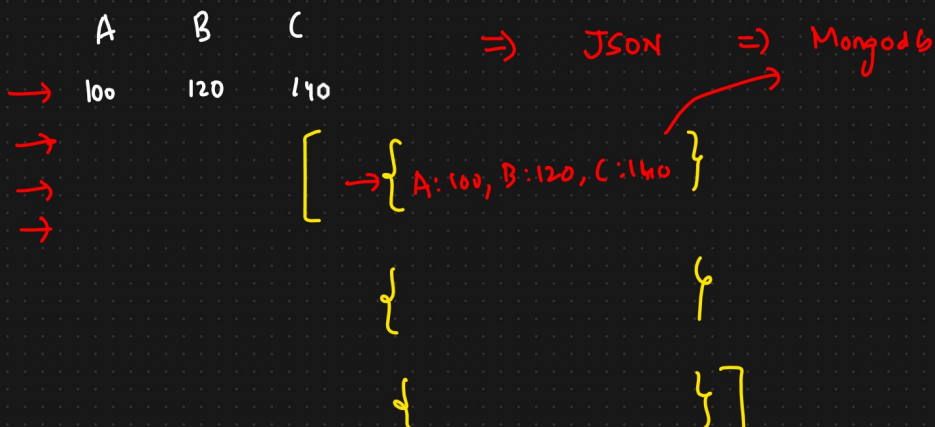 A B C => JSON => Mongodb
→ 100 120 140
→ [ → { A:100, B:120, C:140 }
→
→
{ }
{ } ]